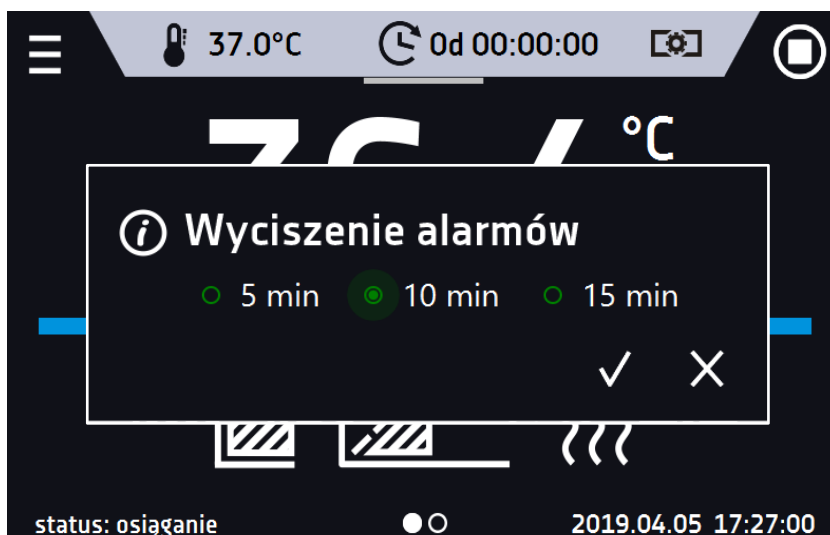 37.0°C 0d 00:00:00
°C
Wyciszenie alarmów
5 min 10 min 15 min
status: osiąganie 2019.04.05 17:27:00